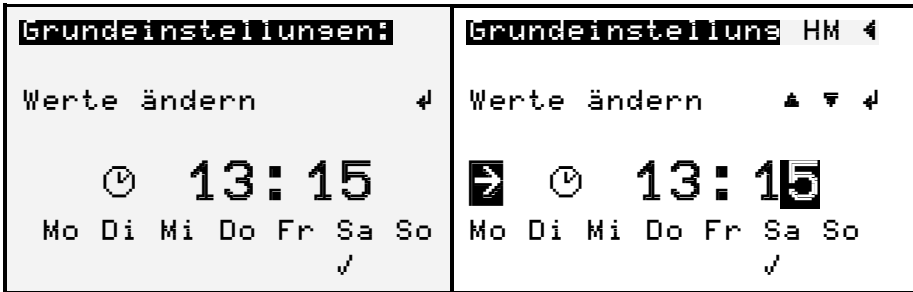 Grundeinstellungen:
Werte ändern ↲
13:15
Mo Di Mi Do Fr Sa So
✓
Grundeinstellung HM ◀
Werte ändern ▲ ▼ ↲
→ 13:15
Mo Di Mi Do Fr Sa So
✓